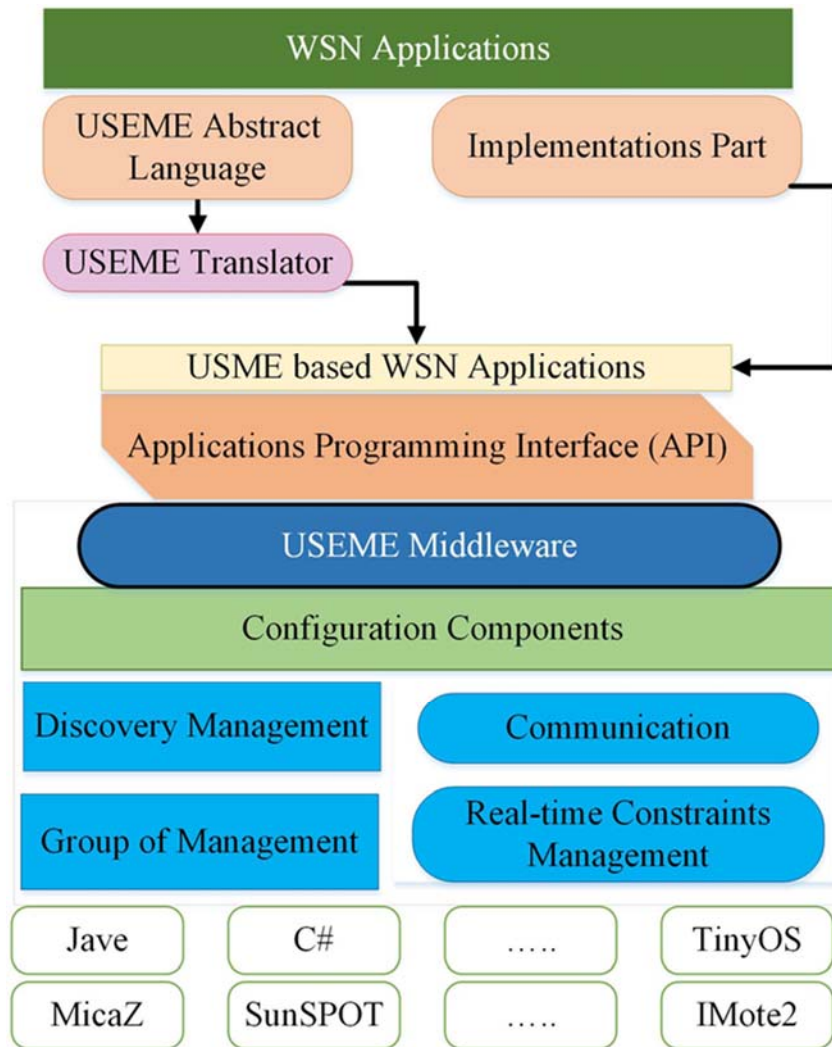 WSN Applications
USEME Abstract
Language
Implementations Part
USEME Translator
USME based WSN Applications
Applications Programming Interface (API)
USEME Middleware
Configuration Components
Discovery Management
Communication
Group of Management
Real-time Constraints
Management
Jave
C#
.....
TinyOS
MicaZ
SunSPOT
.....
IMote2